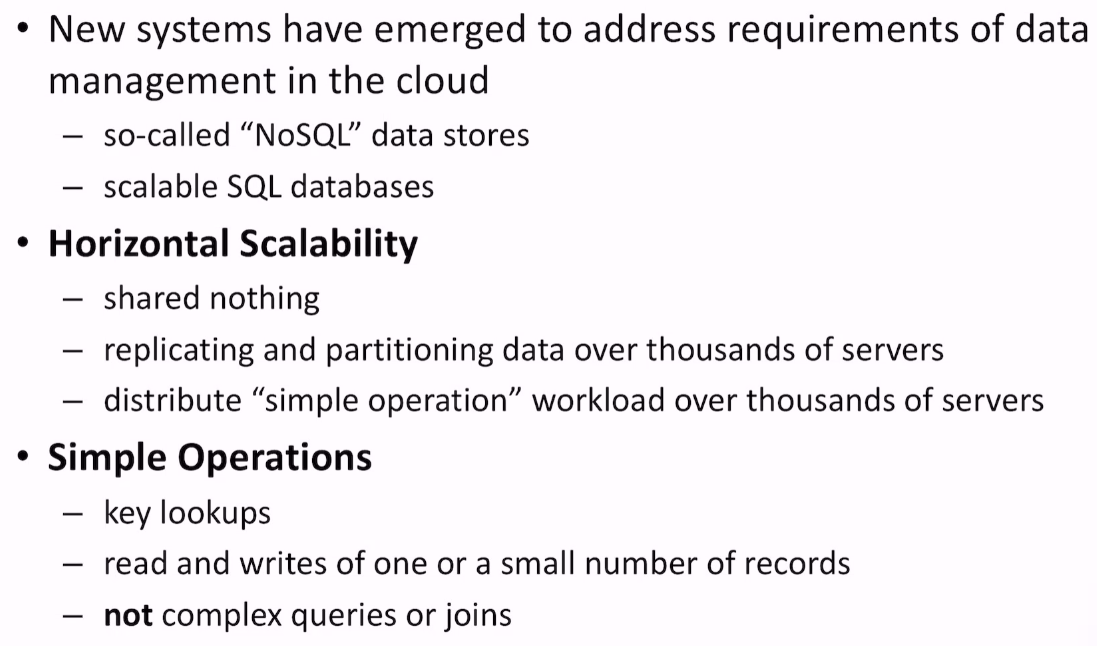 • New systems have emerged to address requirements of data
management in the cloud
– so-called “NoSQL” data stores
– scalable SQL databases
• Horizontal Scalability
– shared nothing
– replicating and partitioning data over thousands of servers
– distribute “simple operation” workload over thousands of servers
• Simple Operations
– key lookups
– read and writes of one or a small number of records
– not complex queries or joins